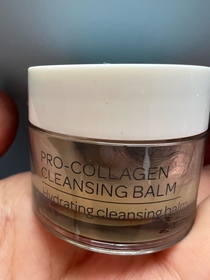 PRO-COLLAGEN
CLEANSING BALM
Hydrating cleansing balm